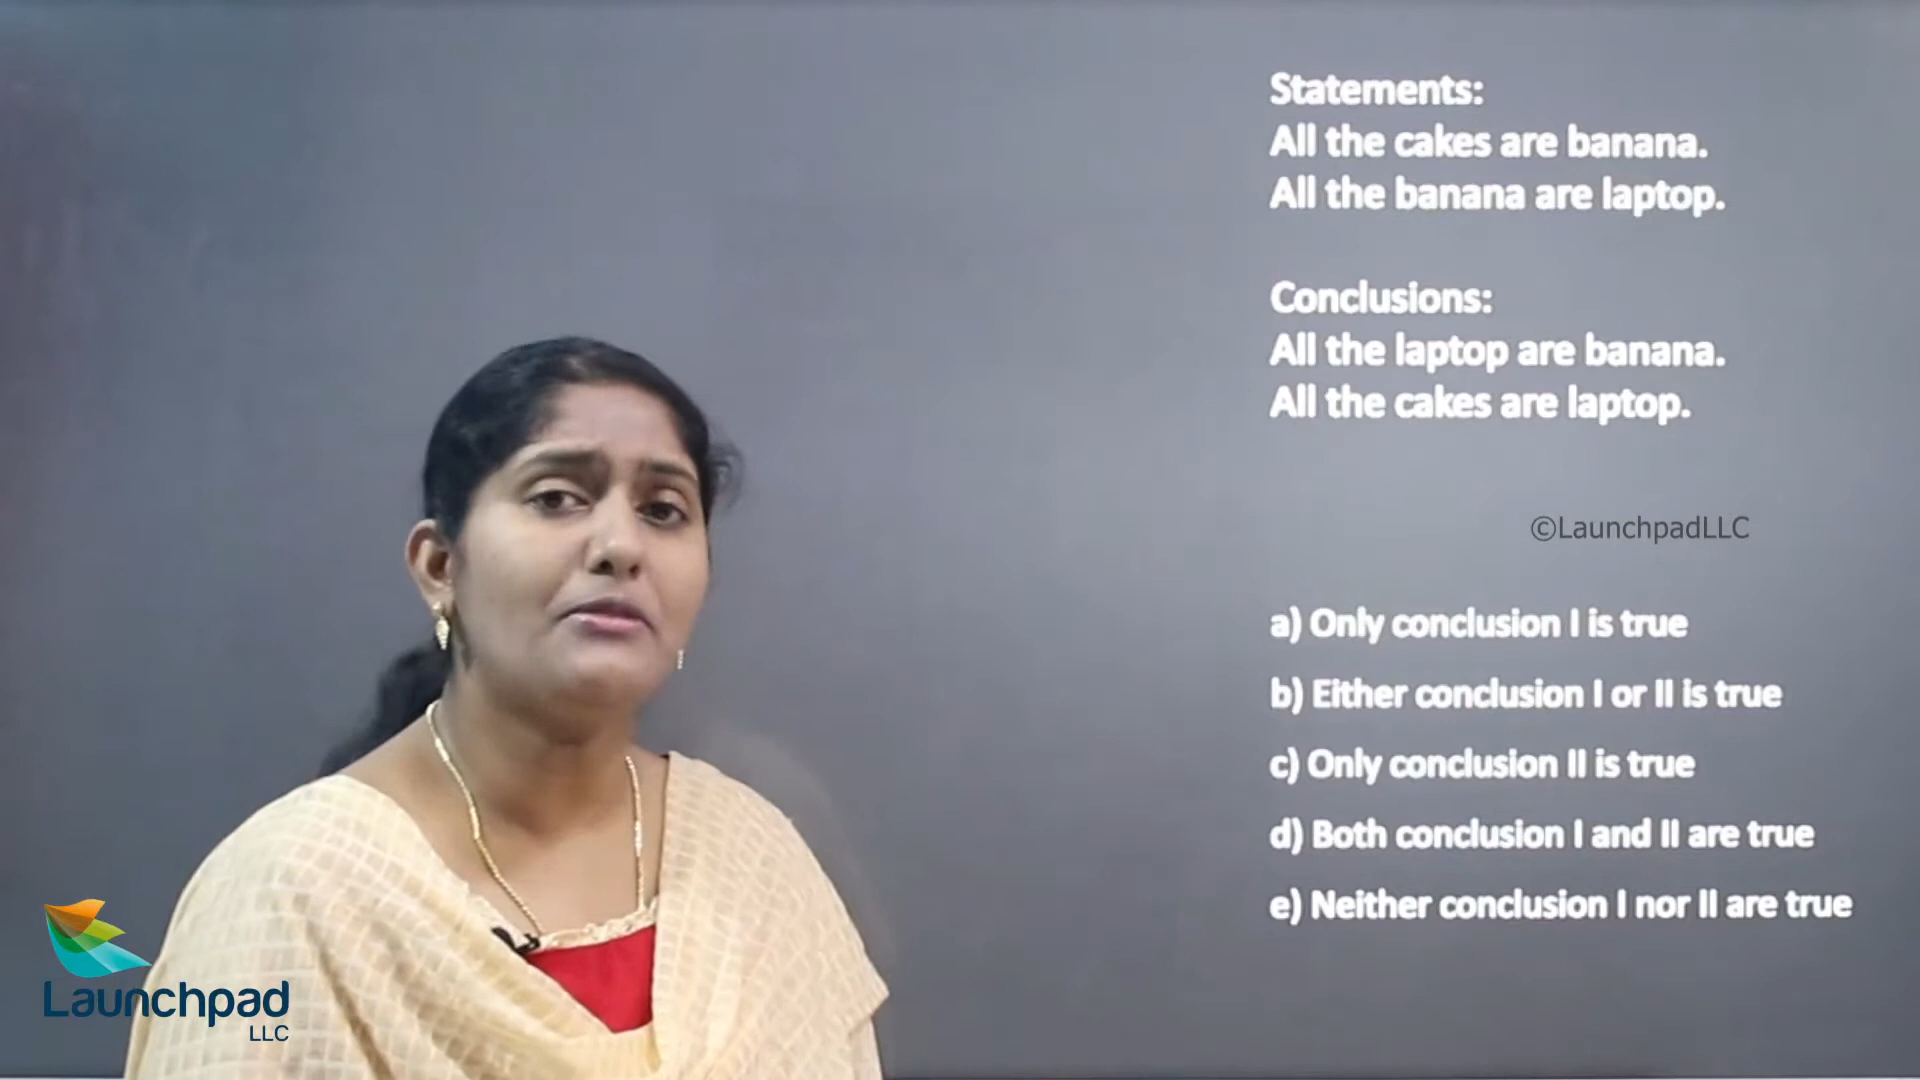 Statements:
All the cakes are banana.
All the banana are laptop.
Conclusions:
All the laptop are banana.
All the cakes are laptop.
©LaunchpadLLC
a) Only conclusion I is true
b) Either conclusion I or II is true
c) Only conclusion II is true
d) Both conclusion I and II are true
e) Neither conclusion I nor II are true
Launchpad
LLC